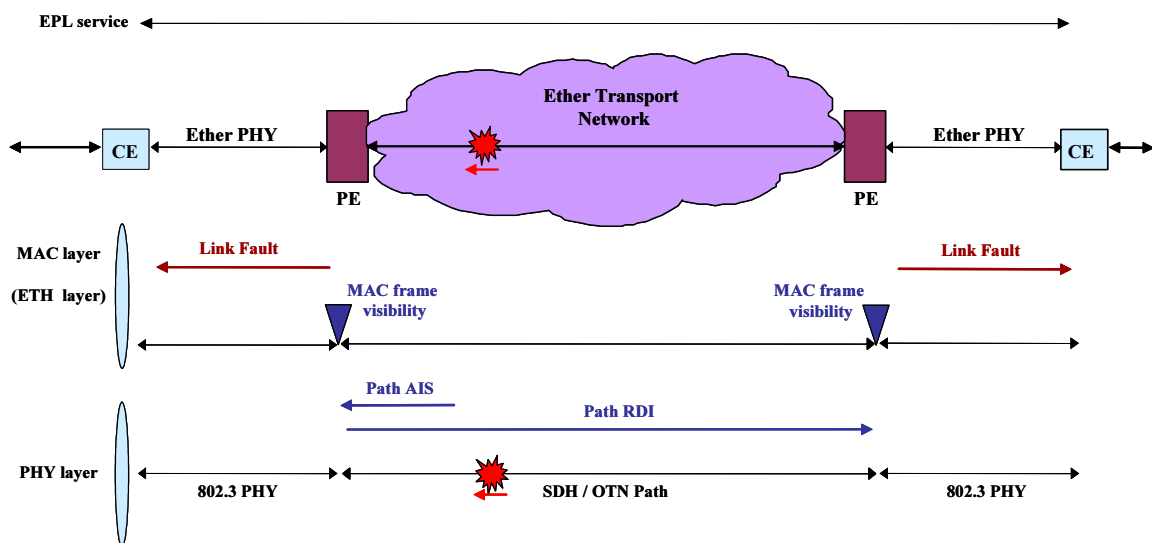 EPL service
Ether Transport
Network
Ether PHY
Ether PHY
CE
CE
PE
PE
MAC layer
(ETH layer)
Link Fault
Link Fault
MAC frame
visibility
MAC frame
visibility
Path AIS
Path RDI
PHY layer
802.3 PHY
SDH / OTN Path
802.3 PHY